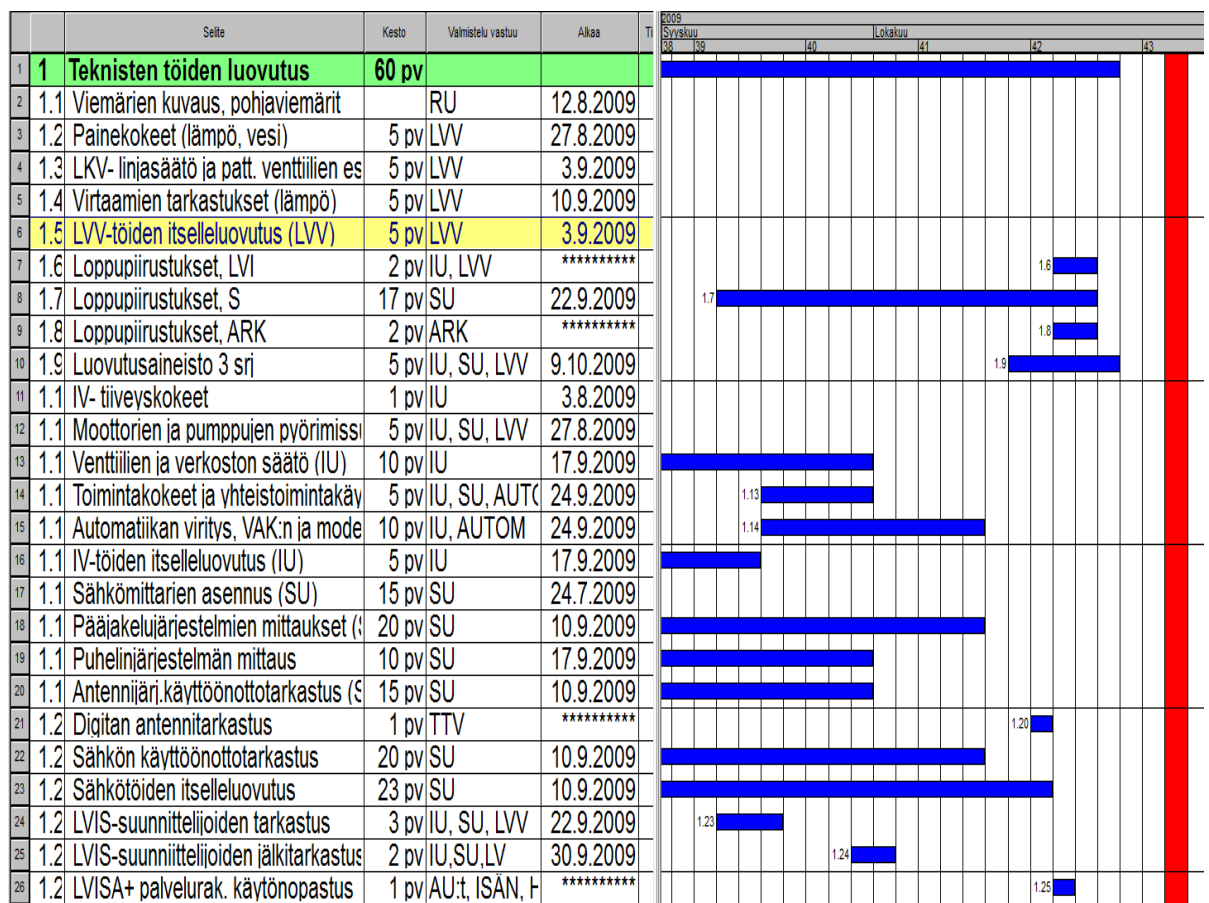 Selite Kesto Valmistelu vastuu Alkaa Ti
2009
Syyskuu Lokakuu
38 39 40 41 42 43
1 1 Teknisten töiden luovutus 60 pv
2 1.1 Viemärien kuvaus, pohjaviemärit RU 12.8.2009
3 1.2 Painekokeet (lämpö, vesi) 5 pv LVV 27.8.2009
4 1.3 LKV- linjasäätö ja patt. venttiilien es 5 pv LVV 3.9.2009
5 1.4 Virtaamien tarkastukset (lämpö) 5 pv LVV 10.9.2009
6 1.5 LVV-töiden itselleluovutus (LVV) 5 pv LVV 3.9.2009
7 1.6 Loppupiirustukset, LVI 2 pv IU, LVV ********** 1.6
8 1.7 Loppupiirustukset, S 17 pv SU 22.9.2009 1.7
9 1.8 Loppupiirustukset, ARK 2 pv ARK ********** 1.8
10 1.9 Luovutusaineisto 3 srj 5 pv IU, SU, LVV 9.10.2009 1.9
11 1.1 IV- tiiveyskokeet 1 pv IU 3.8.2009
12 1.1 Moottorien ja pumppujen pyörimissu 5 pv IU, SU, LVV 27.8.2009
13 1.1 Venttiilien ja verkoston säätö (IU) 10 pv IU 17.9.2009
14 1.1 Toimintakokeet ja yhteistoimintakäy 5 pv IU, SU, AUTO 24.9.2009 1.13
15 1.1 Automatiikan viritys, VAK:n ja mode 10 pv IU, AUTOM 24.9.2009 1.14
16 1.1 IV-töiden itselleluovutus (IU) 5 pv IU 17.9.2009
17 1.1 Sähkömittarien asennus (SU) 15 pv SU 24.7.2009
18 1.1 Pääjakelujärjestelmien mittaukset (S 20 pv SU 10.9.2009
19 1.1 Puhelinjärjestelmän mittaus 10 pv SU 17.9.2009
20 1.1 Antennijärj.käyttöönottotarkastus (S 15 pv SU 10.9.2009
21 1.2 Digitan antennitarkastus 1 pv TTV ********** 1.20
22 1.2 Sähkön käyttöönottotarkastus 20 pv SU 10.9.2009
23 1.2 Sähkötöiden itselleluovutus 23 pv SU 10.9.2009
24 1.2 LVIS-suunnittelijoiden tarkastus 3 pv IU, SU, LVV 22.9.2009 1.23
25 1.2 LVIS-suunniittelijoiden jälkitarkastus 2 pv IU,SU,LV 30.9.2009 1.24
26 1.2 LVISA+ palvelurak. käytönopastus 1 pv AU:t, ISÄN, H ********** 1.25